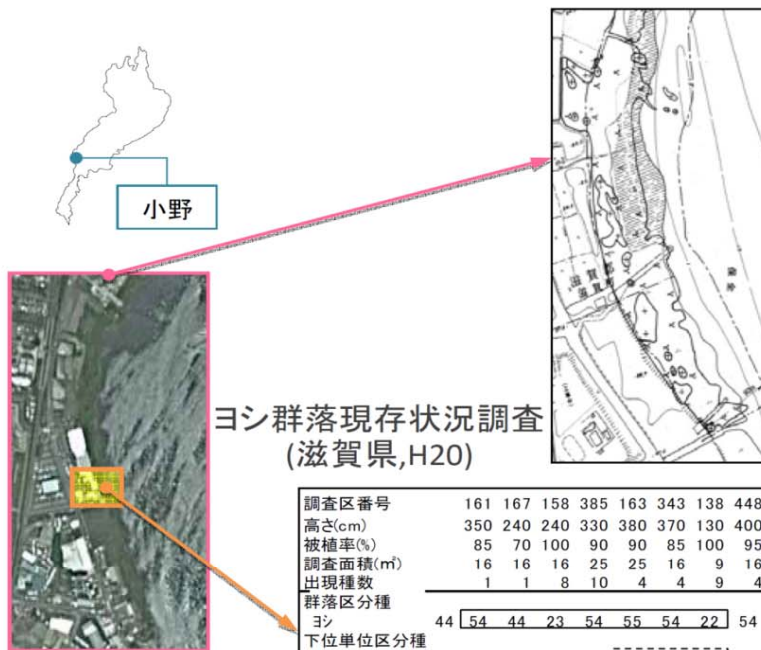 小野
ヨシ群落現存状況調査
(滋賀県,H20)
調査区番号 161 167 158 385 163 343 138 448
高さ(cm) 350 240 240 330 380 370 130 400
被植率(%) 85 70 100 90 90 85 100 95
調査面積(㎡) 16 16 16 25 25 16 9 16
出現種数 1 1 8 10 4 4 9 4
群落区分種
ヨシ 44 54 44 23 54 55 54 22 54
下位単位区分種